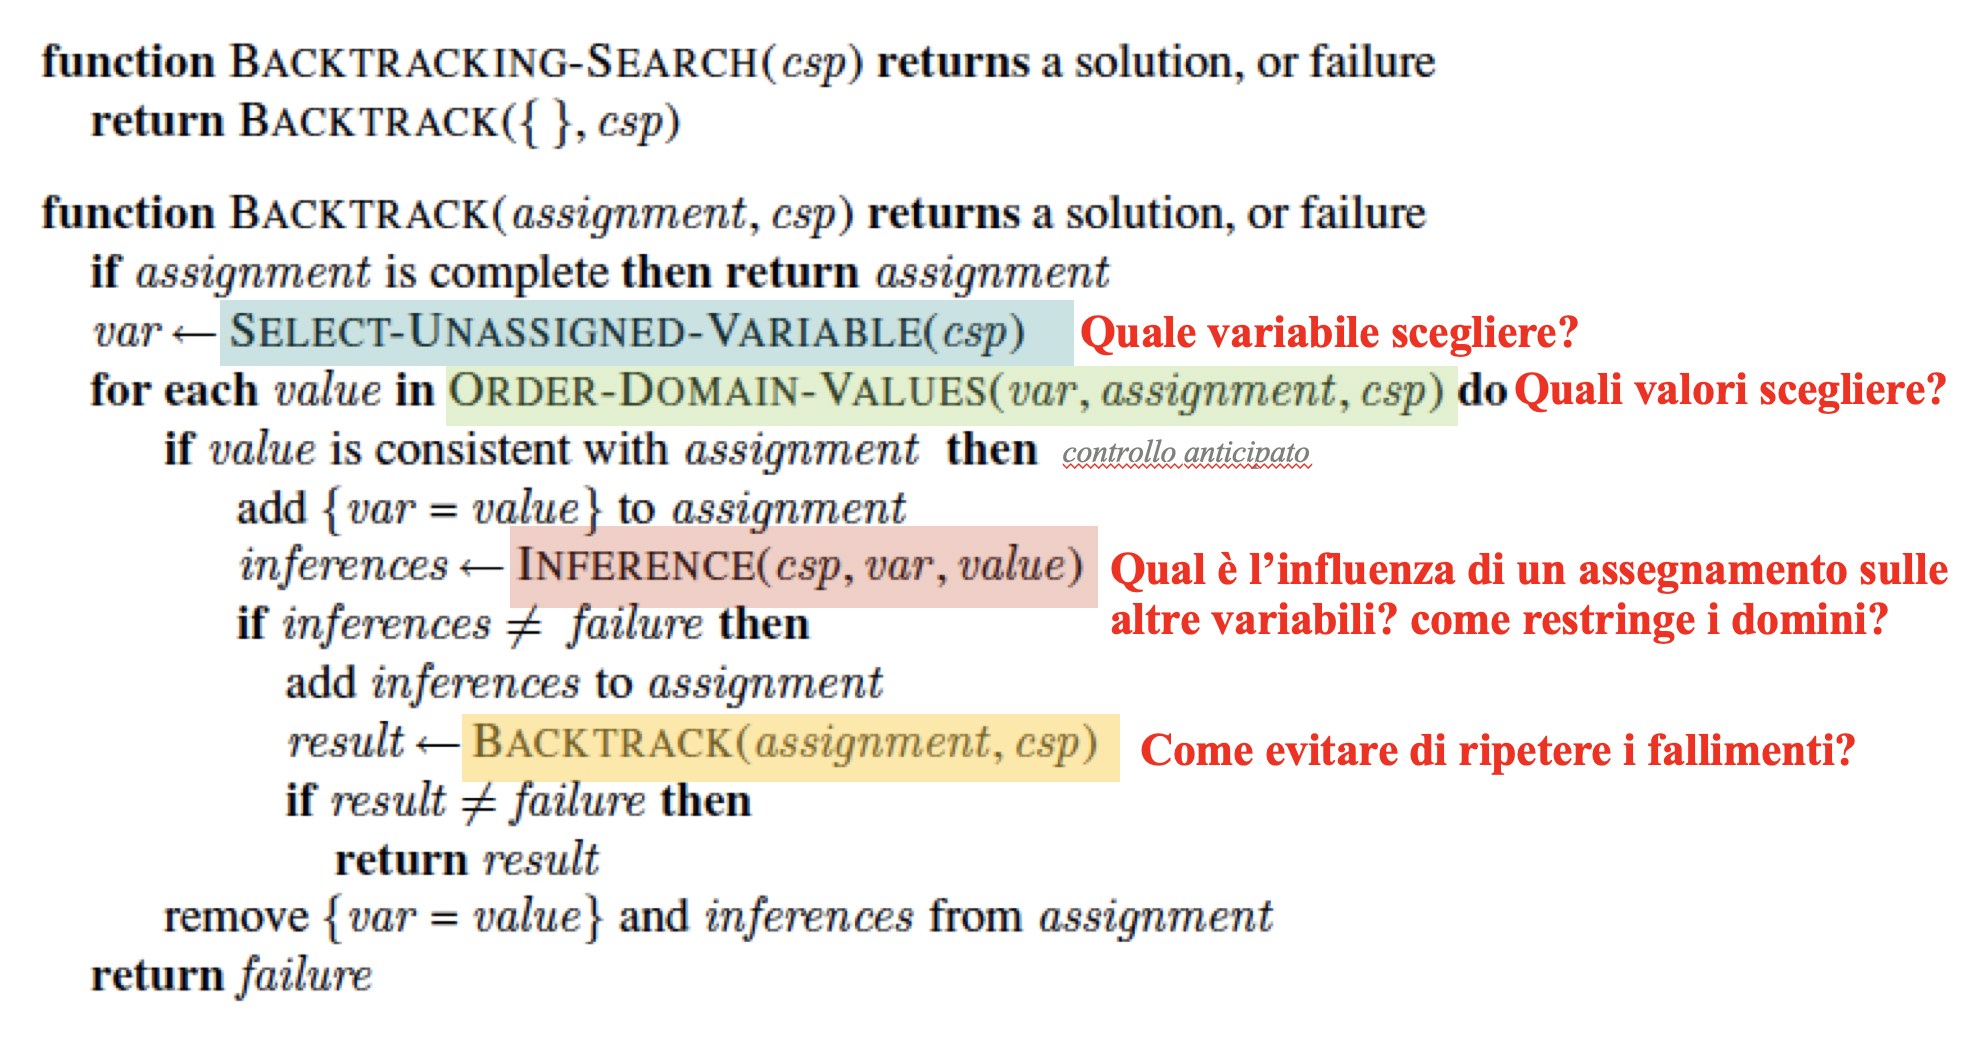 function BACKTRACKING-SEARCH(csp) returns a solution, or failure
return BACKTRACK({ }, csp)
function BACKTRACK(assignment, csp) returns a solution, or failure
if assignment is complete then return assignment
var ← SELECT-UNASSIGNED-VARIABLE(csp) Quale variabile scegliere?
for each value in ORDER-DOMAIN-VALUES(var, assignment, csp) do Quali valori scegliere?
if value is consistent with assignment then controllo anticipato
add {var = value} to assignment
inferences ← INFERENCE(csp, var, value) Qual è l’influenza di un assegnamento sulle
altre variabili? come restringe i domini?
if inferences ≠ failure then
add inferences to assignment
result ← BACKTRACK(assignment, csp) Come evitare di ripetere i fallimenti?
if result ≠ failure then
return result
remove {var = value} and inferences from assignment
return failure